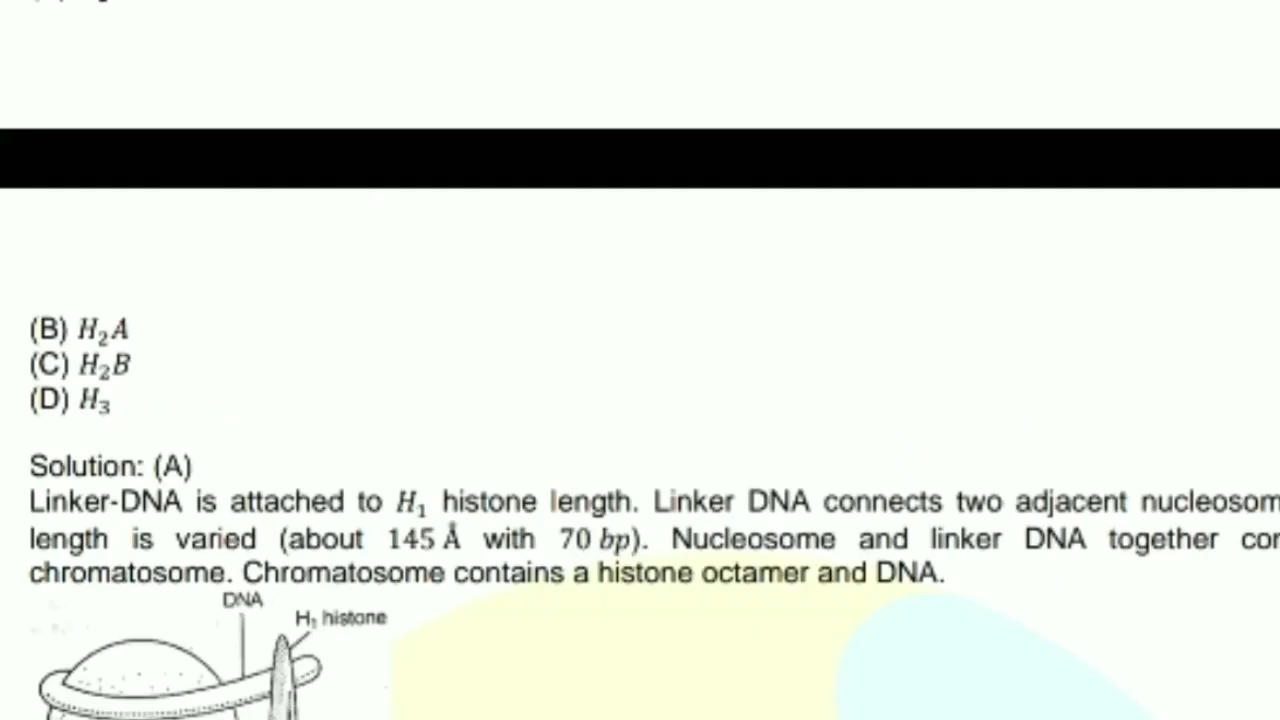 (B) H₂A
(C) H₂B
(D) H₃
Solution: (A)
Linker-DNA is attached to H₁ histone length. Linker DNA connects two adjacent
length is varied (about 145 Å with 70 bp). Nucleosome and linker DNA together
chromatosome. Chromatosome contains a histone octamer and DNA.
DNA
H₁ histone